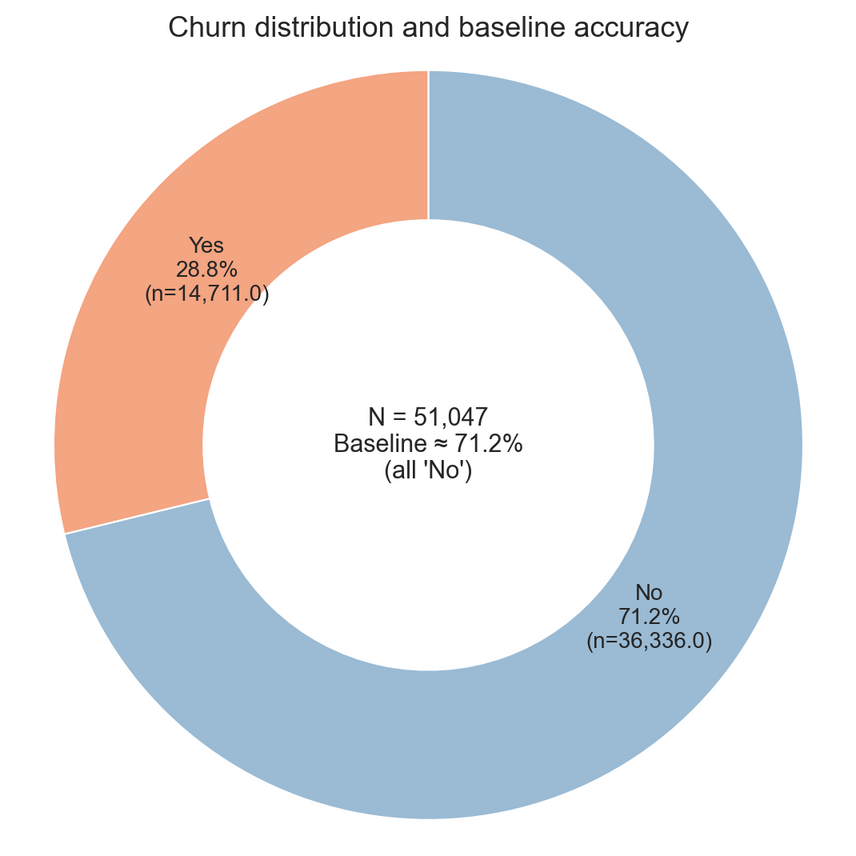 Churn distribution and baseline accuracy
Yes
28.8%
(n=14,711.0)
N = 51,047
Baseline ≈ 71.2%
(all 'No')
No
71.2%
(n=36,336.0)